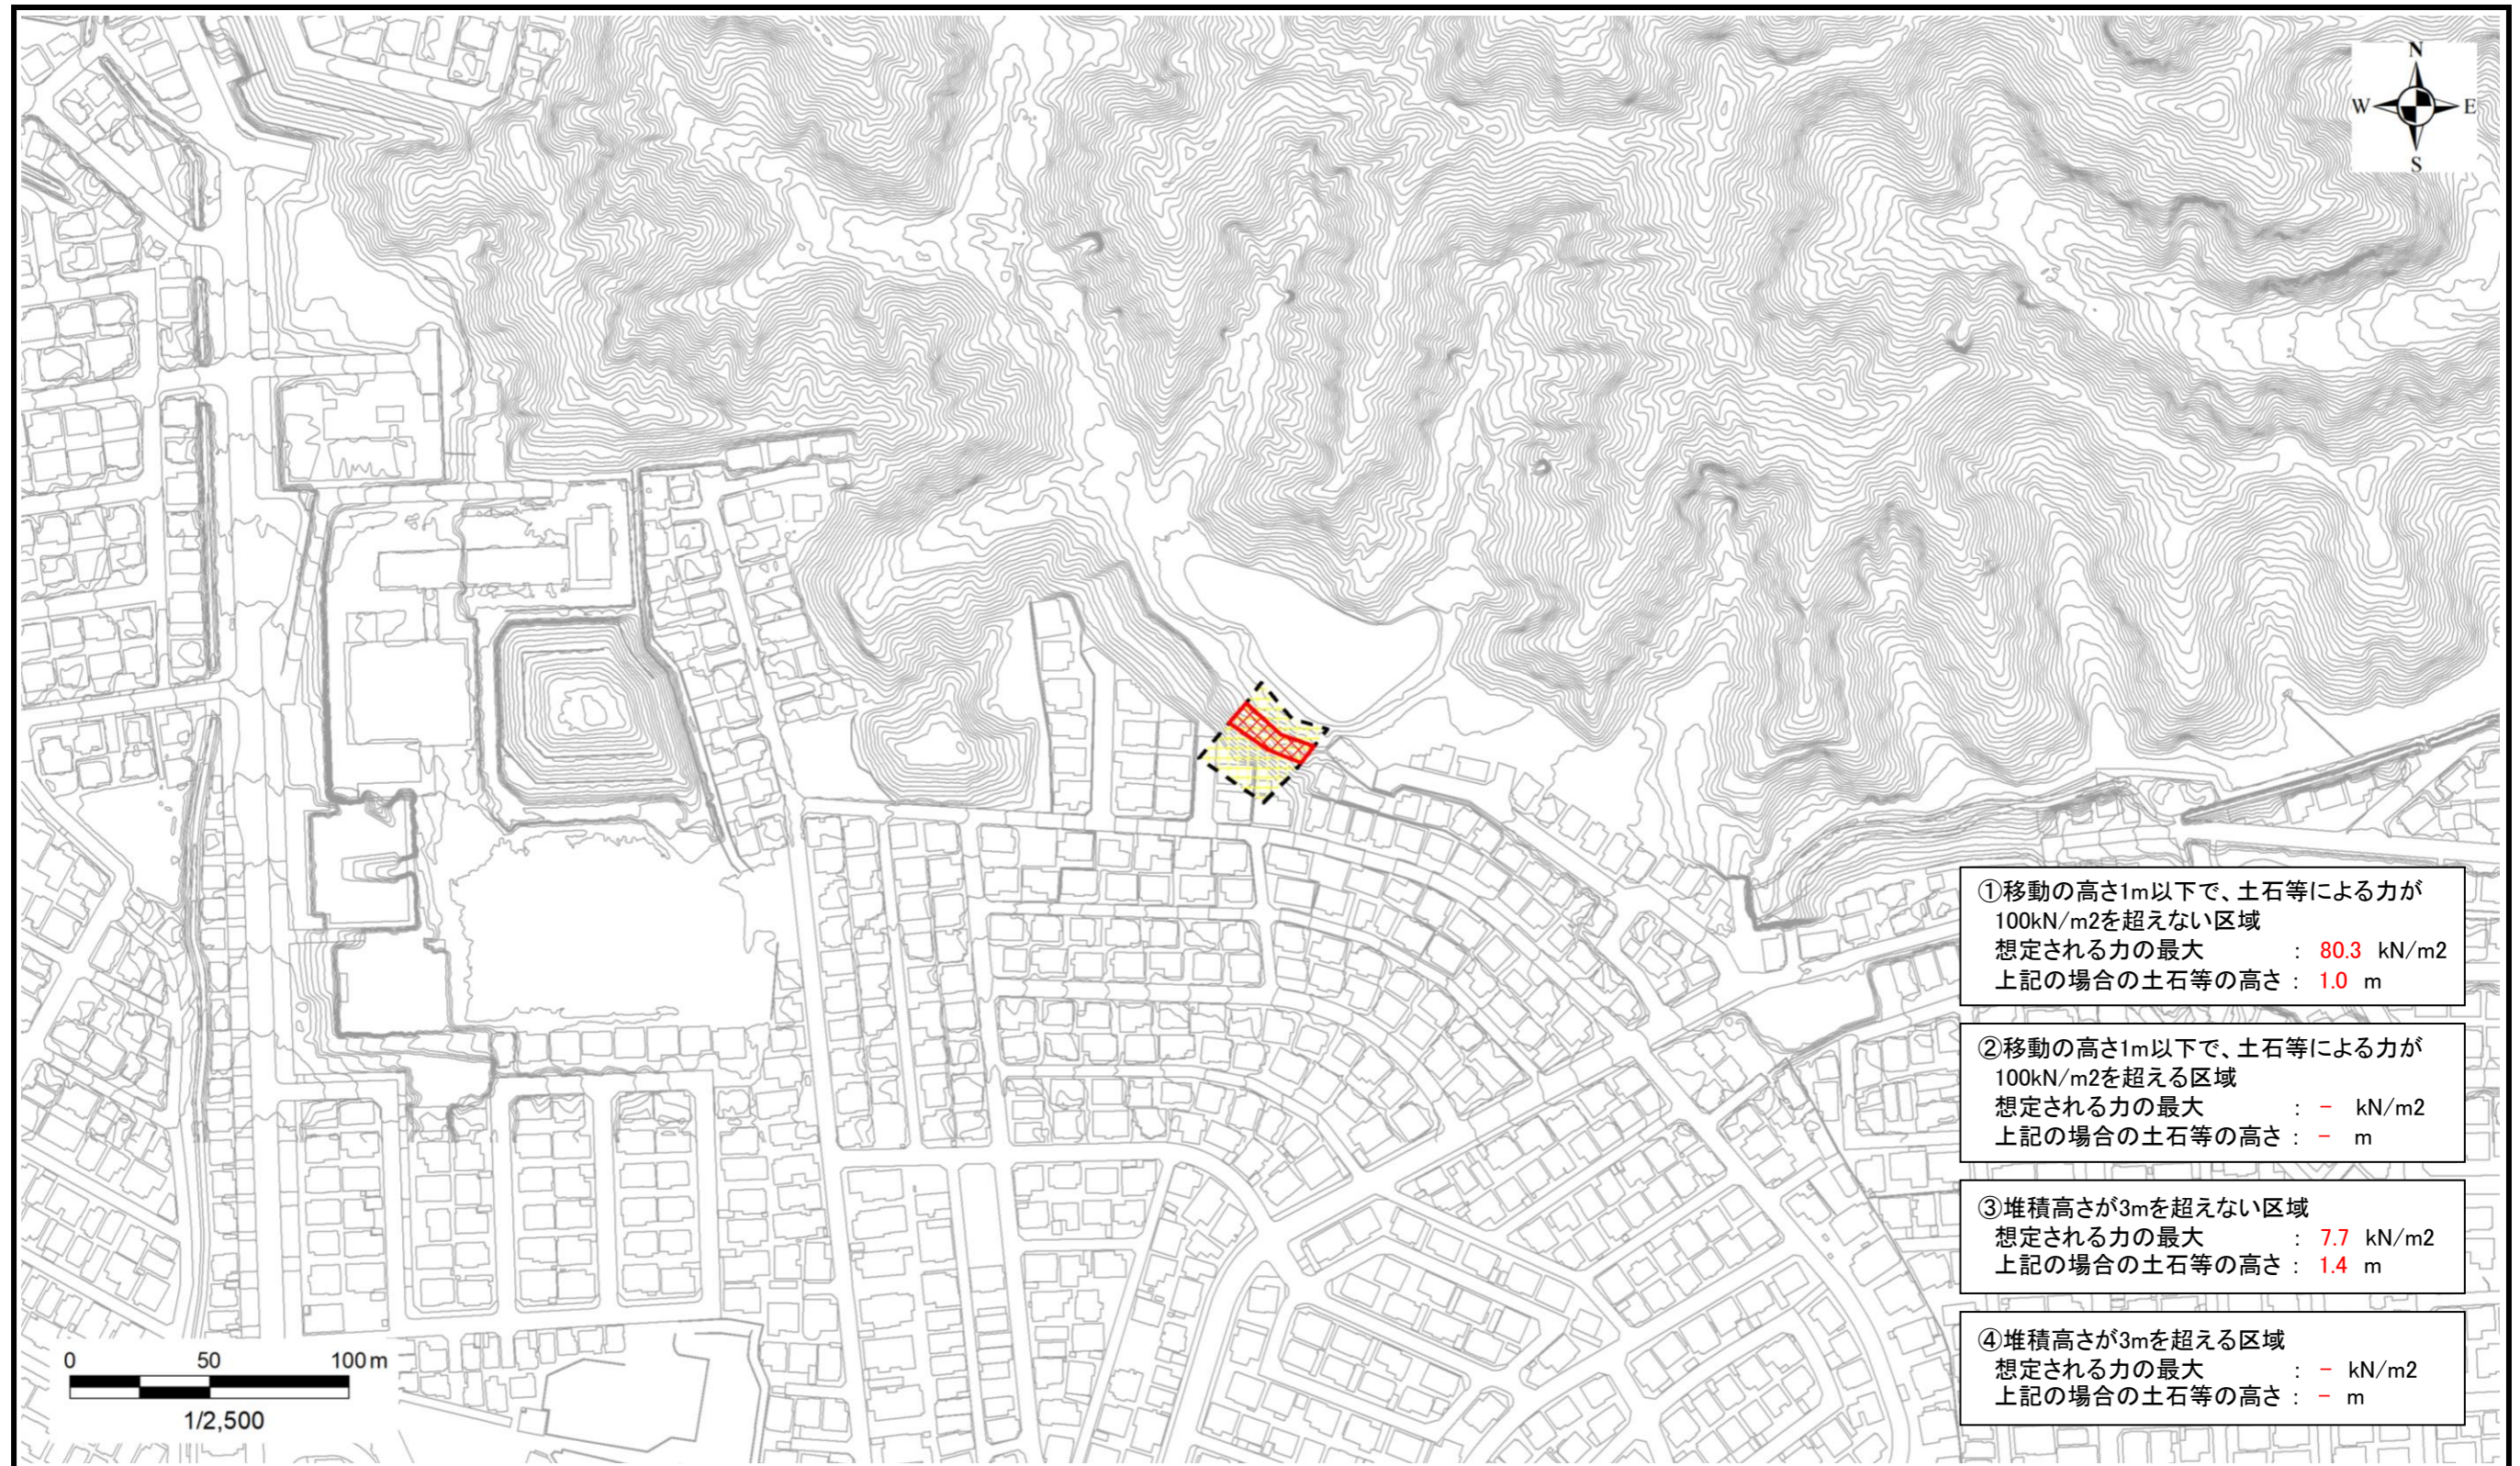 N
W E
S
①移動の高さ1m以下で、土石等による力が
100kN/m2を超えない区域
想定される力の最大 : 80.3 kN/m2
上記の場合の土石等の高さ : 1.0 m
②移動の高さ1m以下で、土石等による力が
100kN/m2を超える区域
想定される力の最大 : - kN/m2
上記の場合の土石等の高さ : - m
③堆積高さが3mを超えない区域
想定される力の最大 : 7.7 kN/m2
上記の場合の土石等の高さ : 1.4 m
④堆積高さが3mを超える区域
想定される力の最大 : - kN/m2
上記の場合の土石等の高さ : - m
0 50 100m
1/2,500